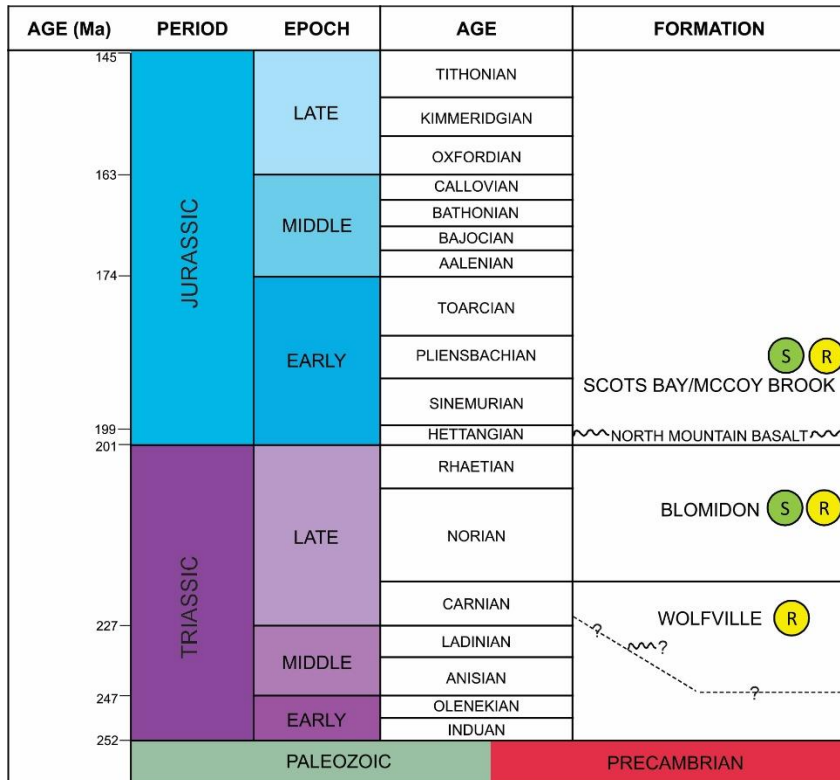 AGE (Ma) PERIOD EPOCH AGE FORMATION
145
JURASSIC
LATE
TITHONIAN
KIMMERIDGIAN
OXFORDIAN
163
MIDDLE
CALLOVIAN
BATHONIAN
BAJOCIAN
AALENIAN
174
EARLY
TOARCIAN
PLIENSBACHIAN
S R
SCOTS BAY/MCCOY BROOK
SINEMURIAN
199
HETTANGIAN
NORTH MOUNTAIN BASALT
201
TRIASSIC
LATE
RHAETIAN
BLOMIDON S R
NORIAN
CARNIAN
WOLFVILLE R
227
?
MIDDLE
LADINIAN
?
ANISIAN
?
247
EARLY
OLENEKIAN
INDUAN
252
PALEOZOIC PRECAMBRIAN